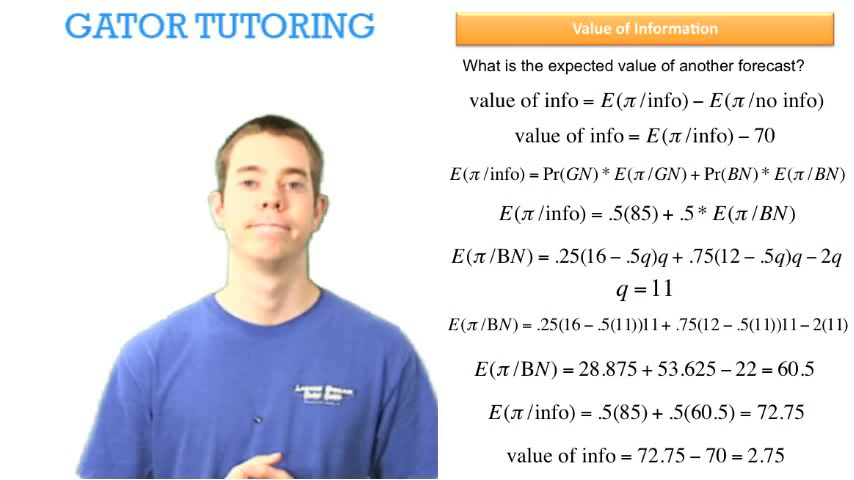 GATOR TUTORING
Value of Information
What is the expected value of another forecast?
value of info = E(π/info) − E(π/no info)
value of info = E(π/info) − 70
E(π/info) = Pr(GN) * E(π/GN) + Pr(BN) * E(π/BN)
E(π/info) = .5(85) + .5 * E(π/BN)
E(π/BN) = .25(16 − .5q)q + .75(12 − .5q)q − 2q
q = 11
E(π/BN) = .25(16 − .5(11))11 + .75(12 − .5(11))11 − 2(11)
E(π/BN) = 28.875 + 53.625 − 22 = 60.5
E(π/info) = .5(85) + .5(60.5) = 72.75
value of info = 72.75 − 70 = 2.75